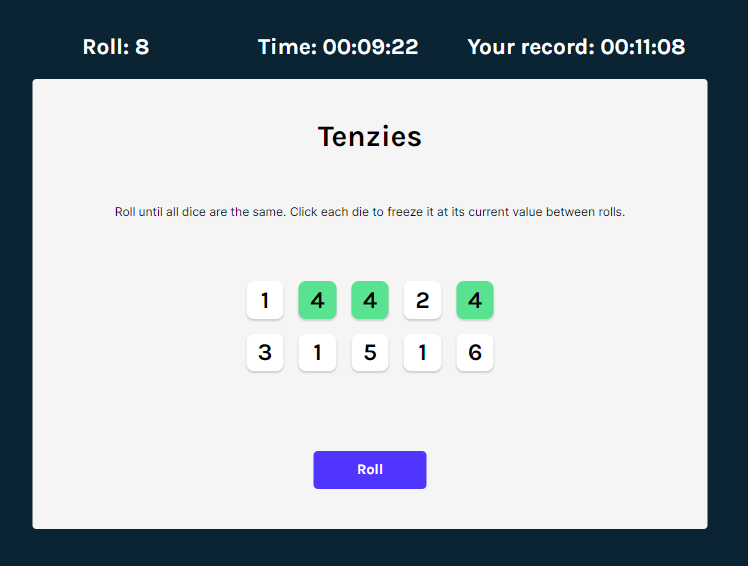 Roll: 8 Time: 00:09:22 Your record: 00:11:08
Tenzies
Roll until all dice are the same. Click each die to freeze it at its current value between rolls.
1 4 4 2 4
3 1 5 1 6
Roll